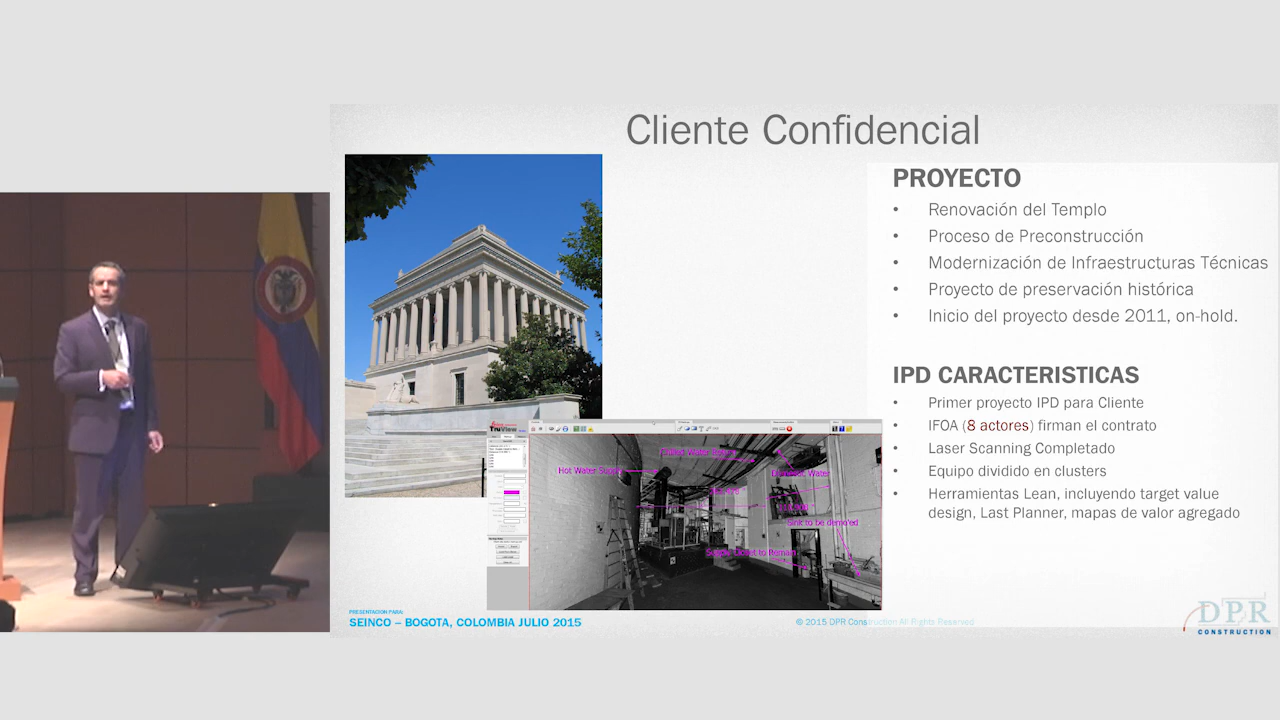 Cliente Confidencial
PROYECTO
• Renovación del Templo
• Proceso de Preconstrucción
• Modernización de Infraestructuras Técnicas
• Proyecto de preservación histórica
• Inicio del proyecto desde 2011, on-hold.
IPD CARACTERISTICAS
• Primer proyecto IPD para Cliente
• IFOA (8 actores) firman el contrato
• Laser Scanning Completado
• Equipo dividido en clusters
• Herramientas Lean, incluyendo target value
design, Last Planner, mapas de valor agregado
TruView
Hot Water Supply
Water
Sink to be demo'ed
to Remain
PRESENTACION PARA:
SEINCO – BOGOTA, COLOMBIA JULIO 2015
© 2015 DPR Construction All Rights Reserved
DPR
CONSTRUCTION